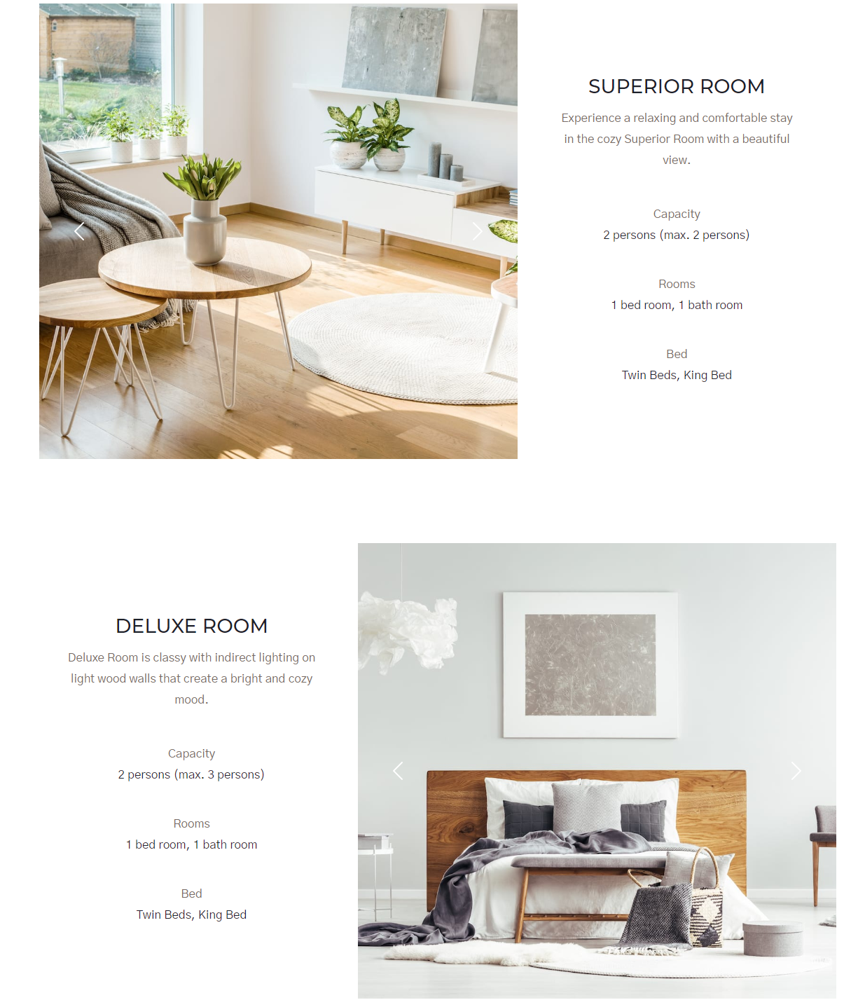 SUPERIOR ROOM
Experience a relaxing and comfortable stay
in the cozy Superior Room with a beautiful
view.
Capacity
2 persons (max. 2 persons)
Rooms
1 bed room, 1 bath room
Bed
Twin Beds, King Bed
DELUXE ROOM
Deluxe Room is classy with indirect lighting on
light wood walls that create a bright and cozy
mood.
Capacity
2 persons (max. 3 persons)
Rooms
1 bed room, 1 bath room
Bed
Twin Beds, King Bed